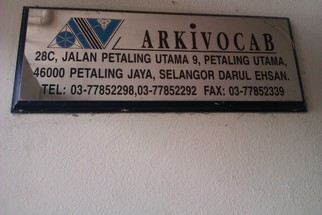 ARKIVOCAB
28C, JALAN PETALING UTAMA 9, PETALING UTAMA,
46000 PETALING JAYA, SELANGOR DARUL EHSAN.
TEL: 03-77852298,03-77852292 FAX: 03-77852339